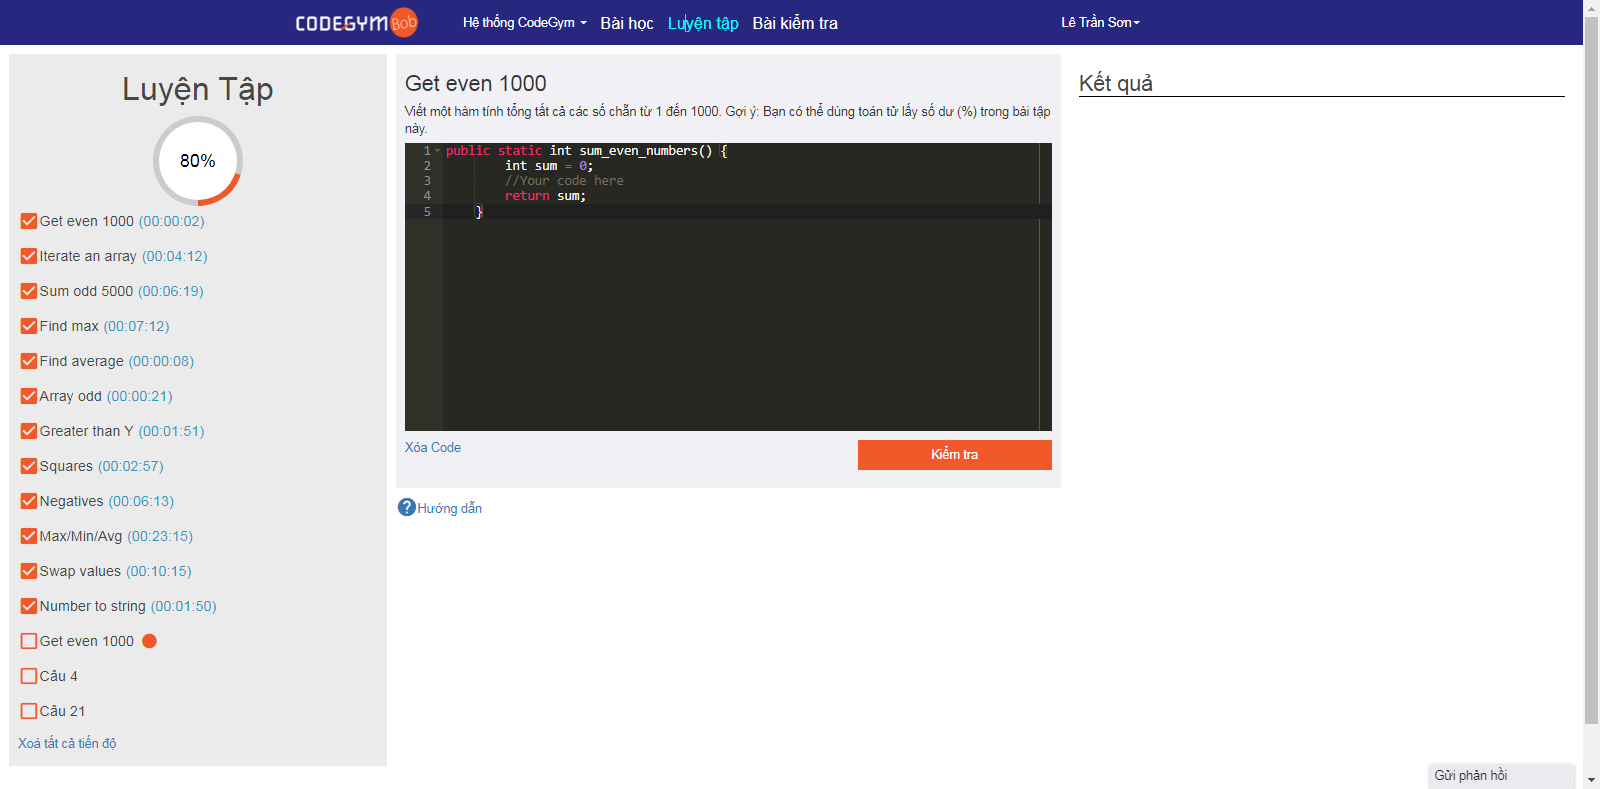 CODEGYM Bob
Hệ thống CodeGym
Bài học
Luyện tập
Bài kiểm tra
Lê Trần Sơn
Luyện Tập
80%
Get even 1000 (00:00:02)
Iterate an array (00:04:12)
Sum odd 5000 (00:06:19)
Find max (00:07:12)
Find average (00:00:08)
Array odd (00:00:21)
Greater than Y (00:01:51)
Squares (00:02:57)
Negatives (00:06:13)
Max/Min/Avg (00:23:15)
Swap values (00:10:15)
Number to string (00:01:50)
Get even 1000
Câu 4
Câu 21
Xoá tất cả tiến độ
Get even 1000
Viết một hàm tính tổng tất cả các số chẵn từ 1 đến 1000. Gợi ý: Bạn có thể dùng toán tử lấy số dư (%) trong bài tập
này.
1 public static int sum_even_numbers() {
2 int sum = 0;
3 //Your code here
4 return sum;
5 }
Xóa Code
Kiểm tra
? Hướng dẫn
Kết quả
Gửi phản hồi